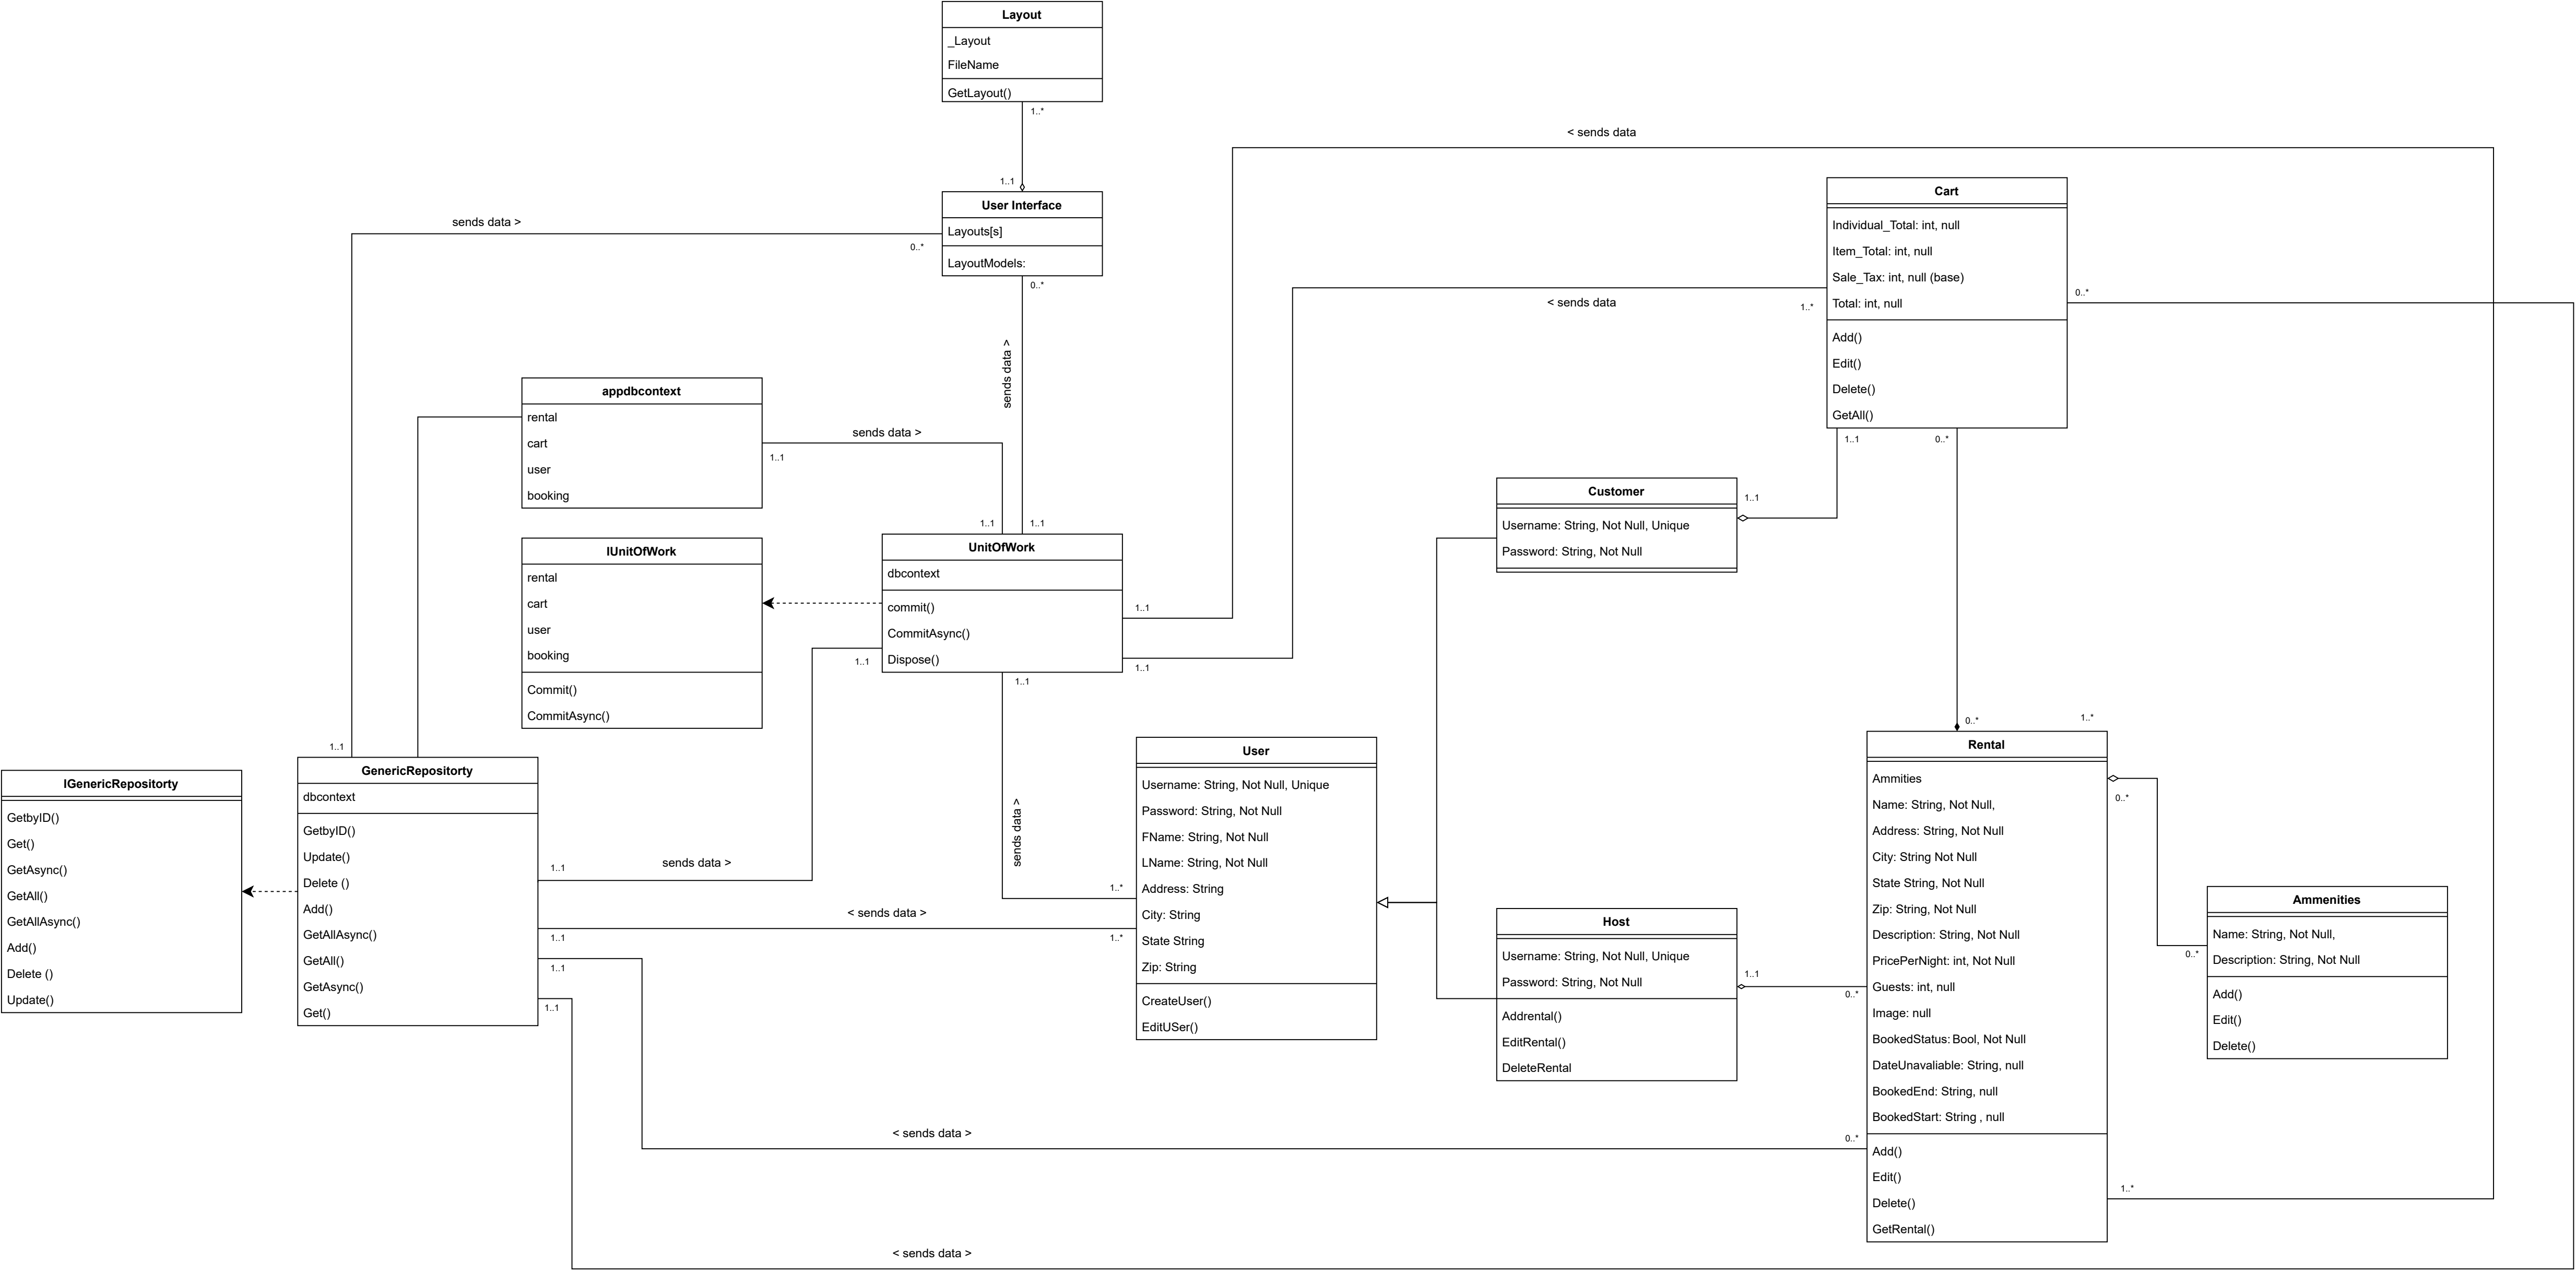 Layout
_Layout
FileName
GetLayout()
1..*
< sends data
1..1
User Interface
Layouts[s]
LayoutModels:
sends data >
0..*
0..*
Cart
Individual_Total: int, null
Item_Total: int, null
Sale_Tax: int, null (base)
Total: int, null
Add()
Edit()
Delete()
GetAll()
0..*
< sends data
1..*
1..1
0..*
sends data >
appdbcontext
rental
cart
user
booking
sends data >
1..1
1..1
1..1
Customer
Username: String, Not Null, Unique
Password: String, Not Null
1..1
IUnitOfWork
rental
cart
user
booking
Commit()
CommitAsync()
UnitOfWork
dbcontext
commit()
CommitAsync()
Dispose()
1..1
1..1
1..1
1..1
1..1
IGenericRepositorty
GetbyID()
Get()
GetAsync()
GetAll()
GetAllAsync()
Add()
Delete ()
Update()
GenericRepositorty
dbcontext
GetbyID()
Update()
Delete ()
Add()
GetAllAsync()
GetAll()
GetAsync()
Get()
1..1
sends data >
< sends data >
1..1
1..1
1..1
sends data >
1..*
1..*
User
Username: String, Not Null, Unique
Password: String, Not Null
FName: String, Not Null
LName: String, Not Null
Address: String
City: String
State String
Zip: String
CreateUser()
EditUSer()
Host
Username: String, Not Null, Unique
Password: String, Not Null
Addrental()
EditRental()
DeleteRental
1..1
0..*
0..*
1..*
Rental
Ammities
Name: String, Not Null,
Address: String, Not Null
City: String Not Null
State String, Not Null
Zip: String, Not Null
Description: String, Not Null
PricePerNight: int, Not Null
Guests: int, null
Image: null
BookedStatus: Bool, Not Null
DateUnavaliable: String, null
BookedEnd: String, null
BookedStart: String , null
Add()
Edit()
Delete()
GetRental()
0..*
0..*
Ammenities
Name: String, Not Null,
Description: String, Not Null
Add()
Edit()
Delete()
< sends data >
0..*
1..*
< sends data >